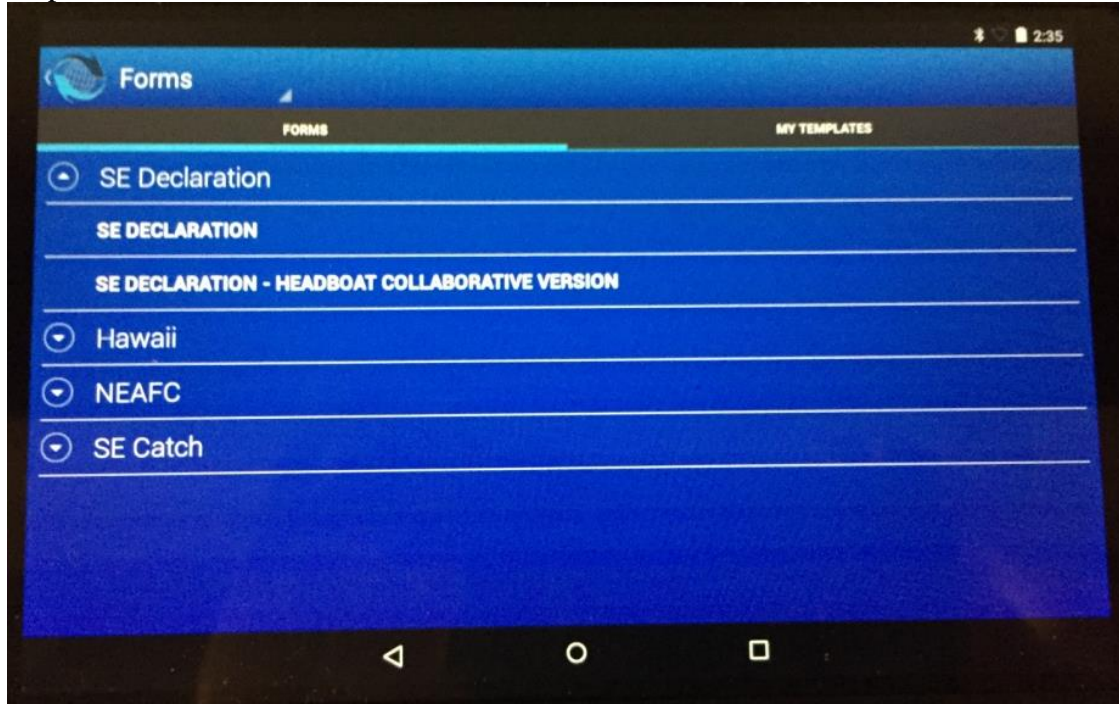 2:35
Forms
FORMS MY TEMPLATES
SE Declaration
SE DECLARATION
SE DECLARATION - HEADBOAT COLLABORATIVE VERSION
Hawaii
NEAFC
SE Catch